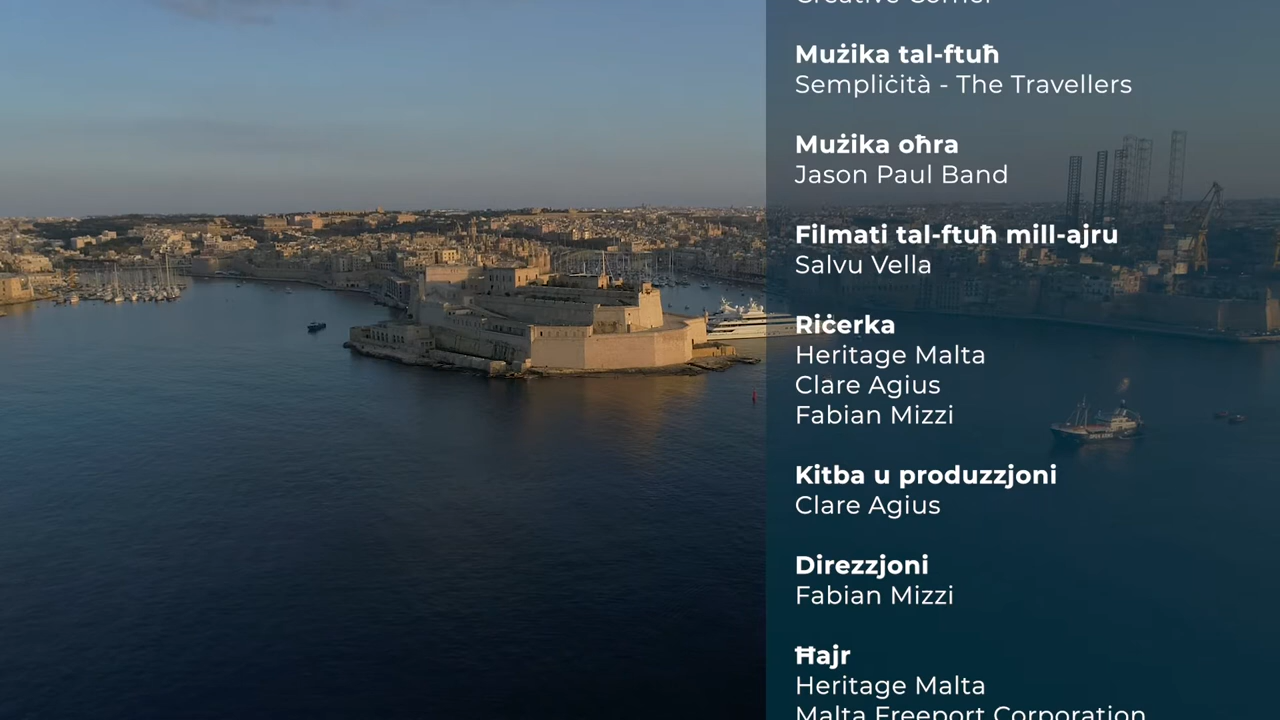 Creative Corner
Mużika tal-ftuħ
Sempliċità - The Travellers
Mużika oħra
Jason Paul Band
Filmati tal-ftuħ mill-ajru
Salvu Vella
Riċerka
Heritage Malta
Clare Agius
Fabian Mizzi
Kitba u produzzjoni
Clare Agius
Direzzjoni
Fabian Mizzi
Ħajr
Heritage Malta
Malta Freeport Corporation